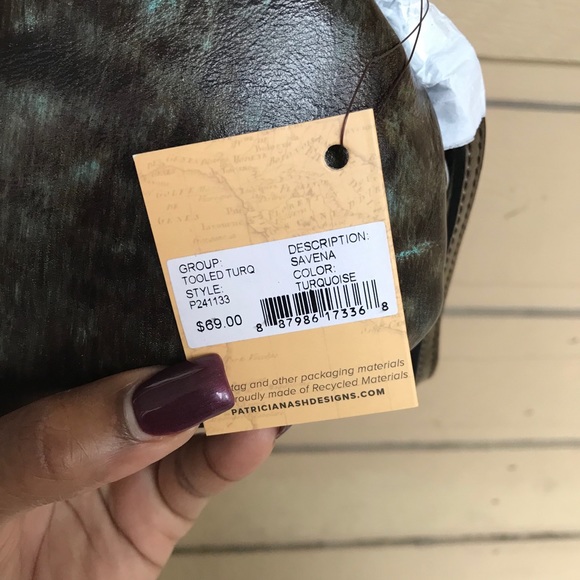 GROUP:
TOOLED TURQ
STYLE:
P241133
$69.00
DESCRIPTION:
SAVENA
COLOR:
TURQUOISE
8 87986 17336 8
tag and other packaging materials
roudly made of Recycled Materials
PATRICIANASHDESIGNS.COM